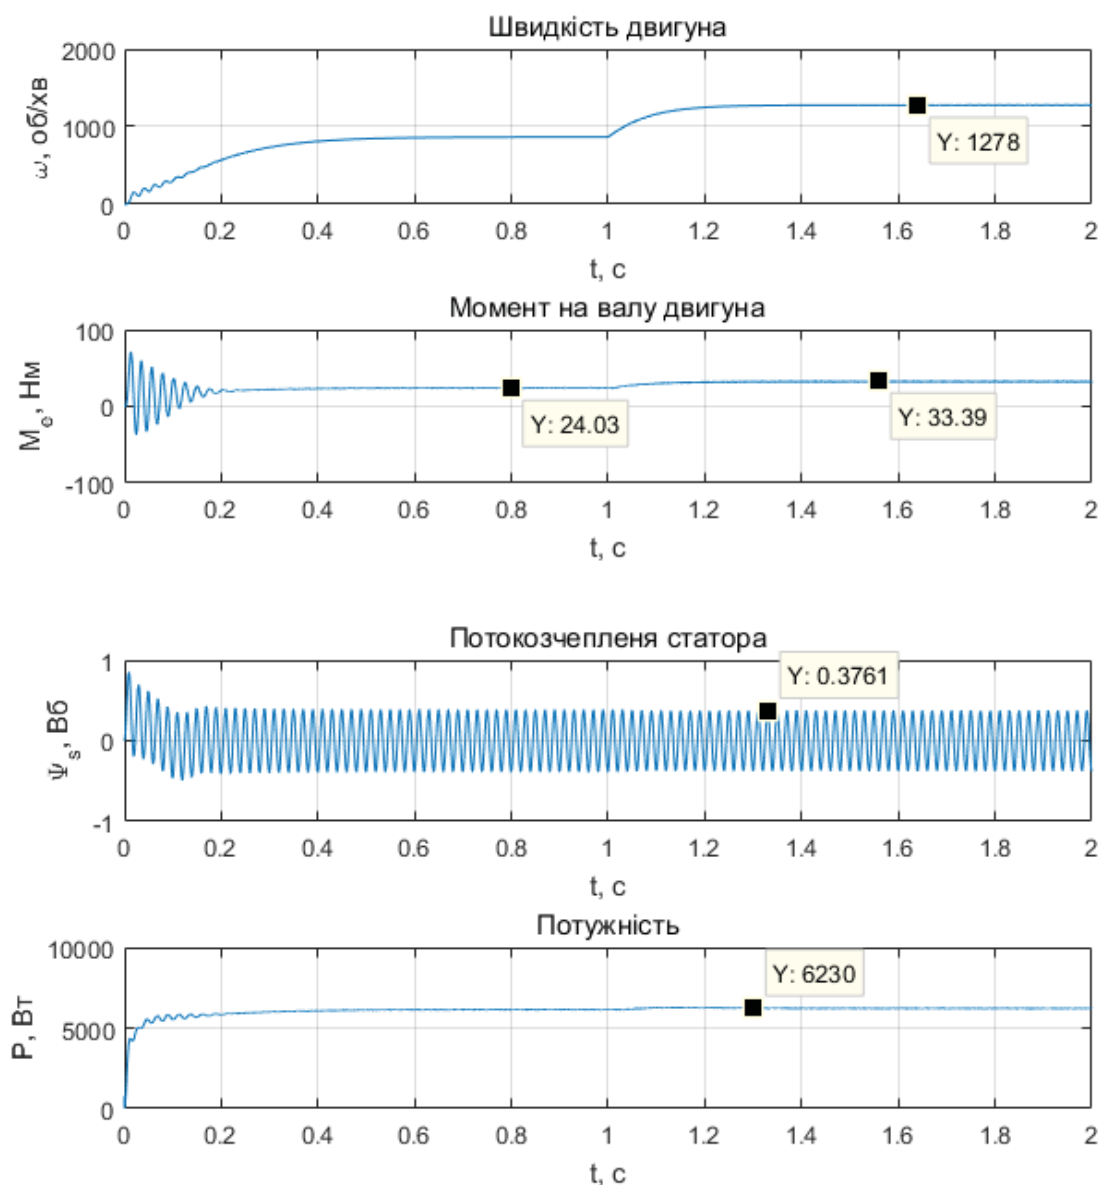 Швидкість двигуна
ω, об/хв
2000
1000
0
Y: 1278
0 0.2 0.4 0.6 0.8 1 1.2 1.4 1.6 1.8 2
t, c
Момент на валу двигуна
M_e, Нм
100
0
-100
Y: 24.03
Y: 33.39
0 0.2 0.4 0.6 0.8 1 1.2 1.4 1.6 1.8 2
t, c
Потокозчепленя статора
Ψ_s, Вб
1
0
-1
Y: 0.3761
0 0.2 0.4 0.6 0.8 1 1.2 1.4 1.6 1.8 2
t, c
Потужність
P, Вт
10000
5000
0
Y: 6230
0 0.2 0.4 0.6 0.8 1 1.2 1.4 1.6 1.8 2
t, c